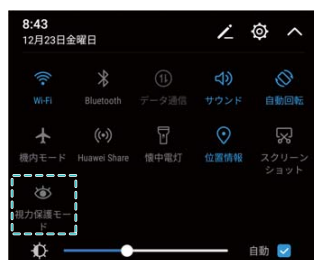 8:43
12月23日金曜日
Wi-Fi Bluetooth データ通信 サウンド 自動回転
機内モード Huawei Share 懐中電灯 位置情報 スクリーン
ショット
視力保護モー
ド
自動